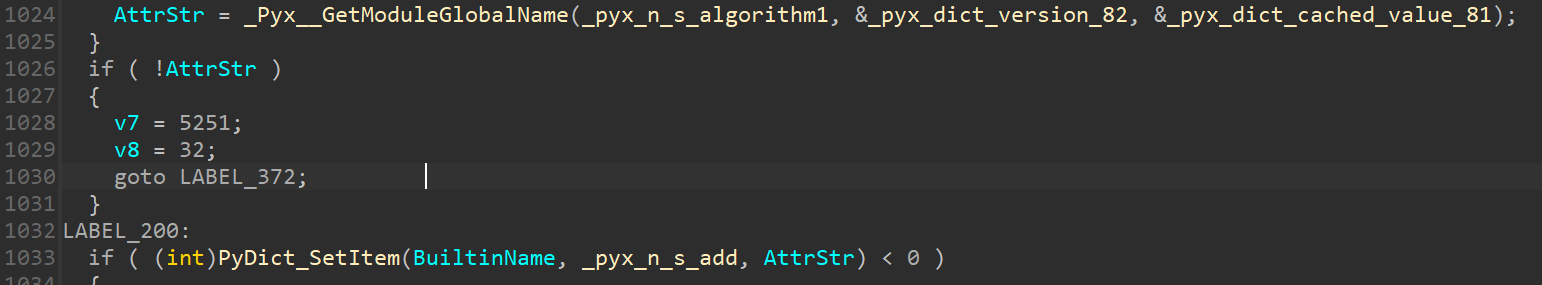 1024 AttrStr = _Pyx__GetModuleGlobalName(_pyx_n_s_algorithm1, &_pyx_dict_version_82, &_pyx_dict_cached_value_81);
1025 }
1026 if ( !AttrStr )
1027 {
1028 v7 = 5251;
1029 v8 = 32;
1030 goto LABEL_372;
1031 }
1032 LABEL_200:
1033 if ( (int)PyDict_SetItem(BuiltinName, _pyx_n_s_add, AttrStr) < 0 )
1034 {